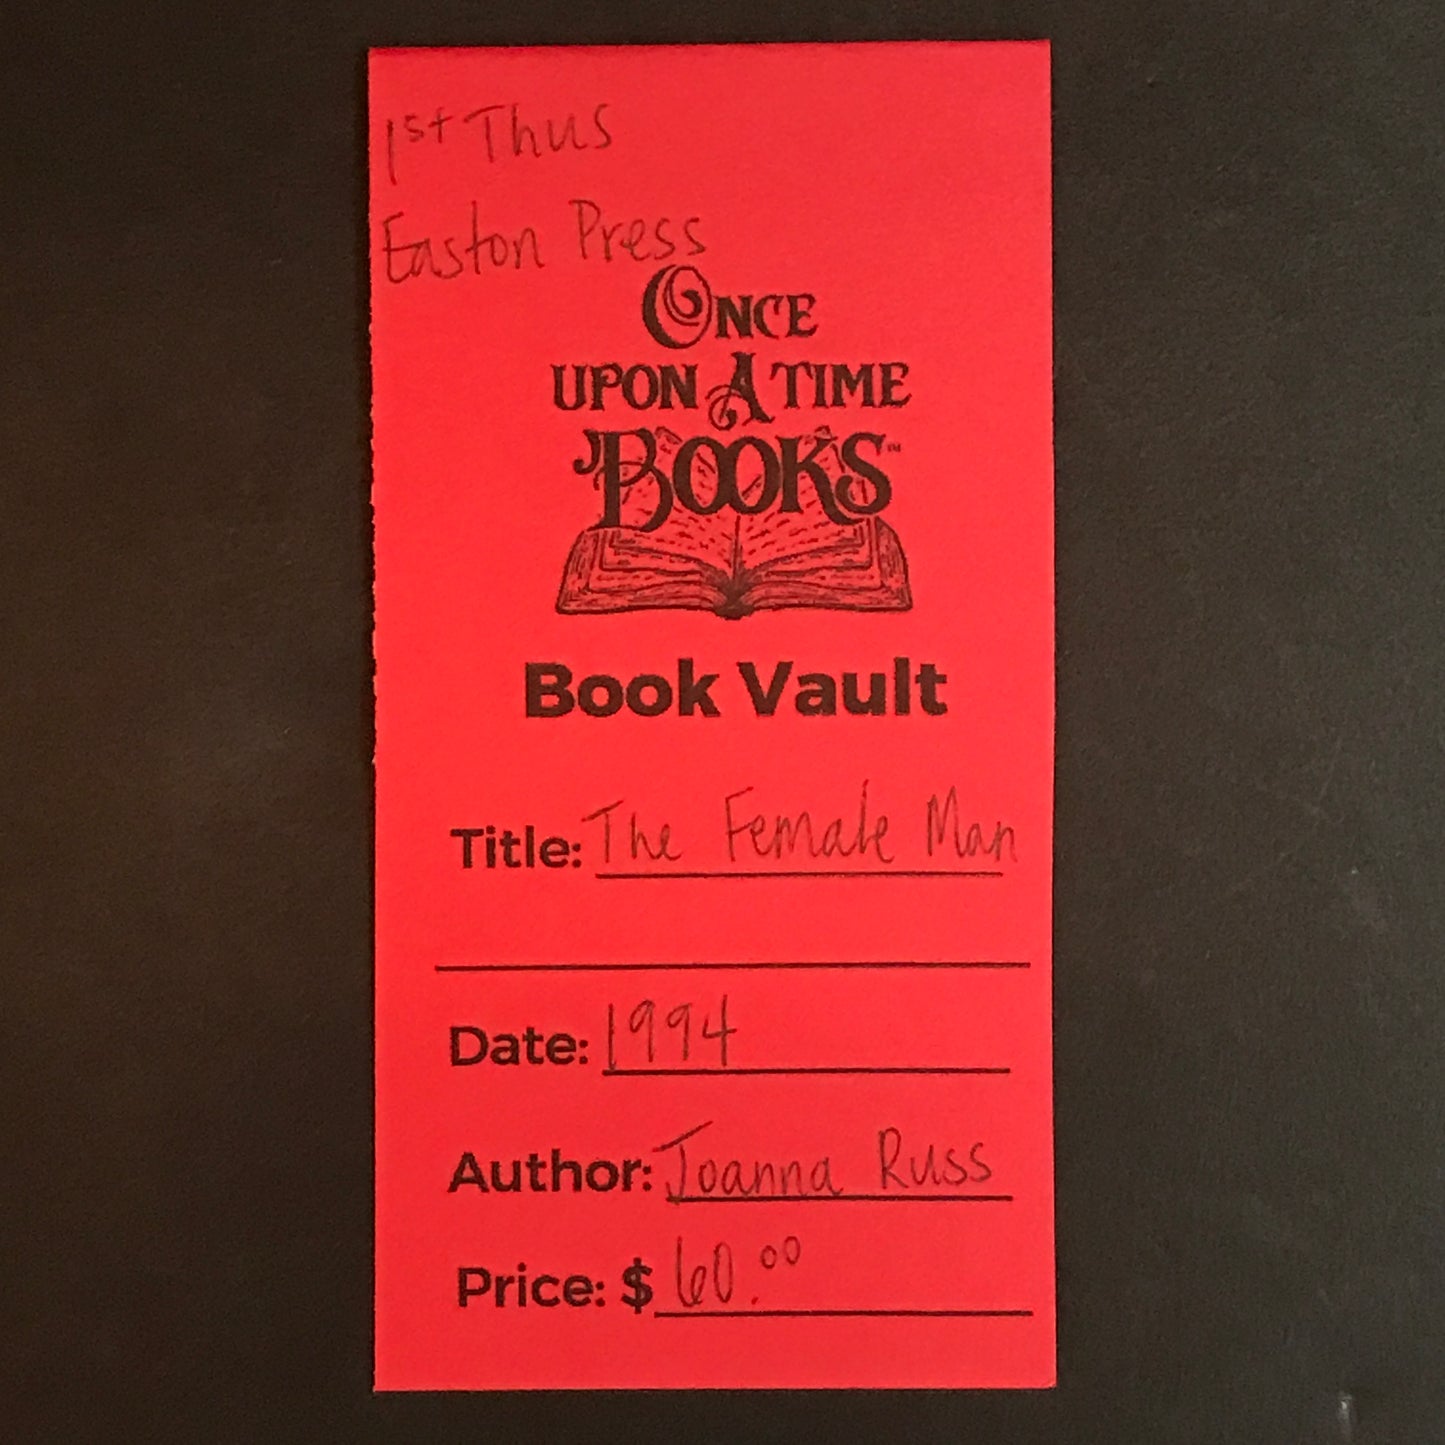 1st Thus
Easton Press
ONCE
UPON A TIME
BOOKS™
Book Vault
Title: The Female Man
Date: 1994
Author: Joanna Russ
Price: $ 60.00